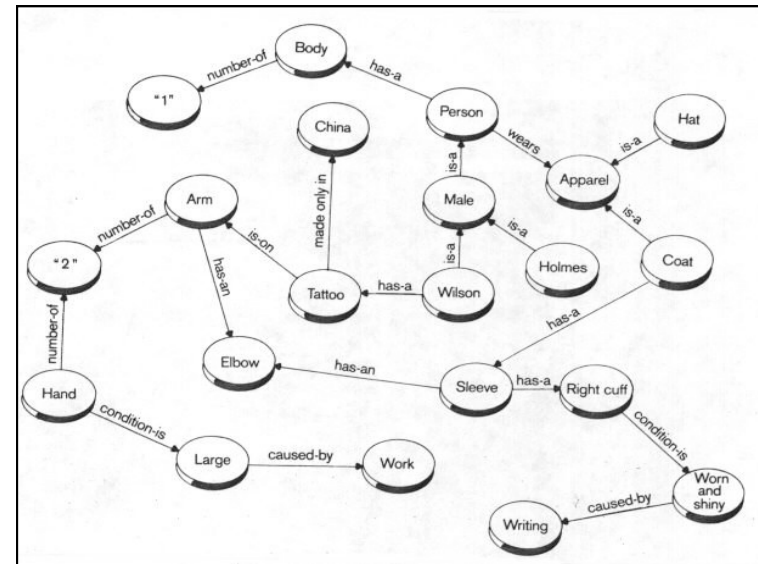 Body
number-of
has-a
"1"
China
Person
wears
Hat
is-a
Apparel
is-a
Male
Arm
number-of
made only in
is-on
is-a
is-a
is-a
"2"
has-an
Tattoo
has-a
Wilson
Holmes
Coat
number-of
has-a
Elbow
has-an
Sleeve
has-a
Right cuff
Hand
condition-is
condition-is
Large
caused-by
Work
Worn
and
shiny
caused-by
Writing